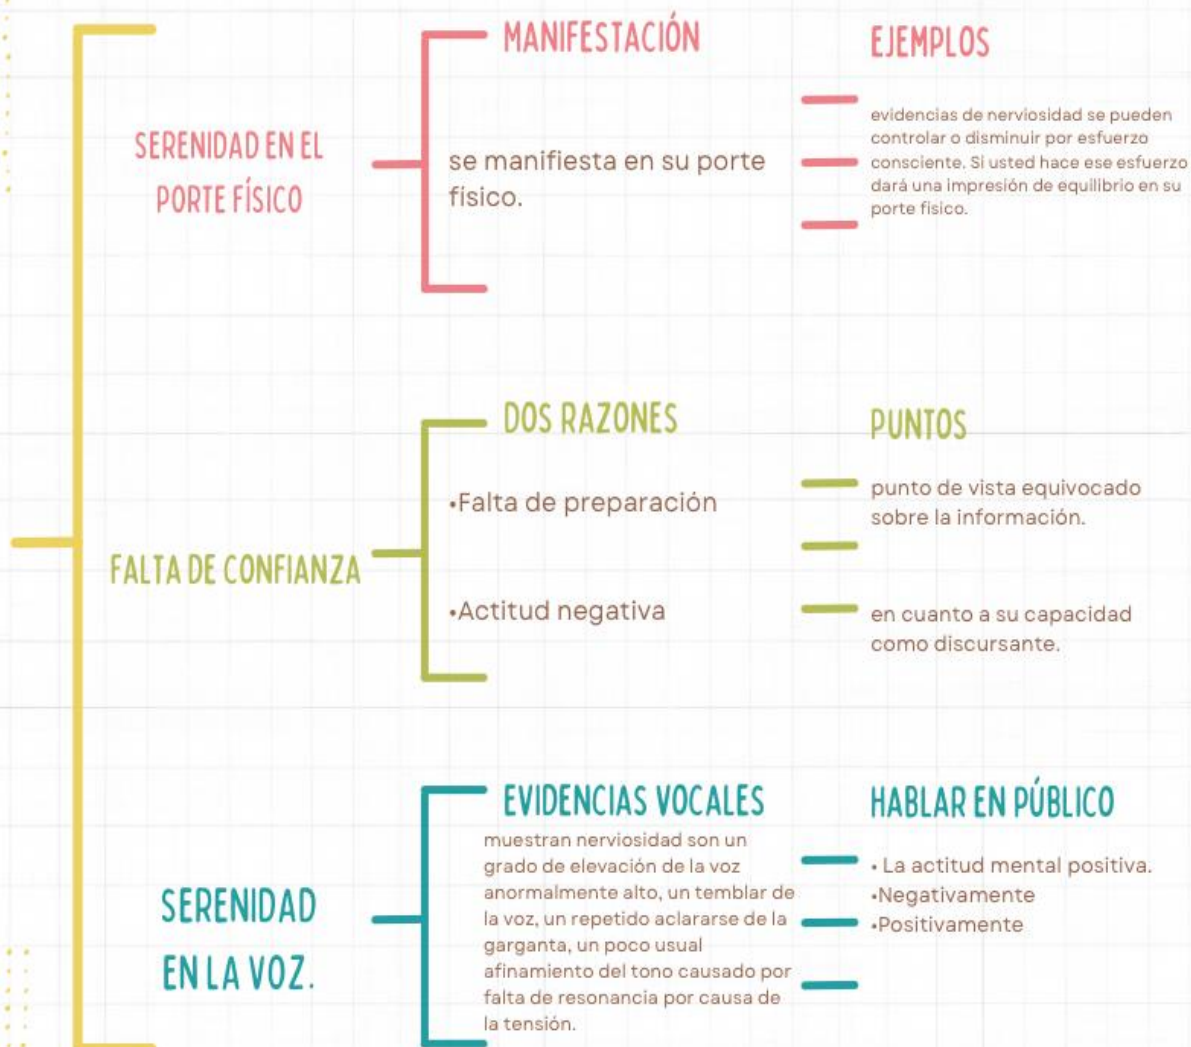 SERENIDAD EN EL
PORTE FÍSICO
MANIFESTACIÓN
se manifiesta en su porte
físico.
EJEMPLOS
evidencias de nerviosidad se pueden
controlar o disminuir por esfuerzo
consciente. Si usted hace ese esfuerzo
dará una impresión de equilibrio en su
porte físico.
FALTA DE CONFIANZA
DOS RAZONES
•Falta de preparación
•Actitud negativa
PUNTOS
punto de vista equivocado
sobre la información.
en cuanto a su capacidad
como discursante.
SERENIDAD
EN LA VOZ.
EVIDENCIAS VOCALES
muestran nerviosidad son un
grado de elevación de la voz
anormalmente alto, un temblar de
la voz, un repetido aclararse de la
garganta, un poco usual
afinamiento del tono causado por
falta de resonancia por causa de
la tensión.
HABLAR EN PÚBLICO
• La actitud mental positiva.
•Negativamente
•Positivamente